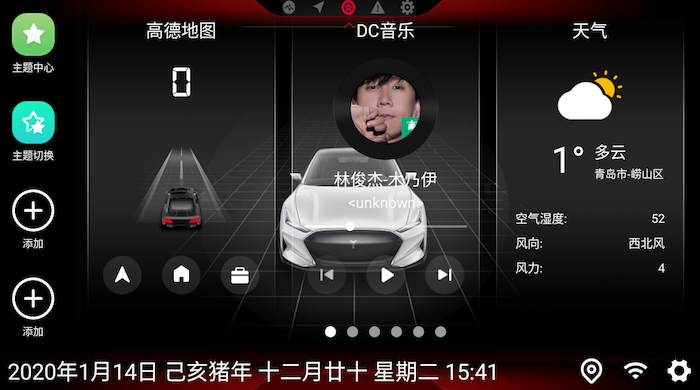 主题中心
主题切换
添加
添加
高德地图
0
DC音乐
林俊杰-木乃伊
<unknown>
天气
1°
多云
青岛市-崂山区
空气湿度: 52
风向: 西北风
风力: 4
2020年1月14日 己亥猪年 十二月廿十 星期二 15:41